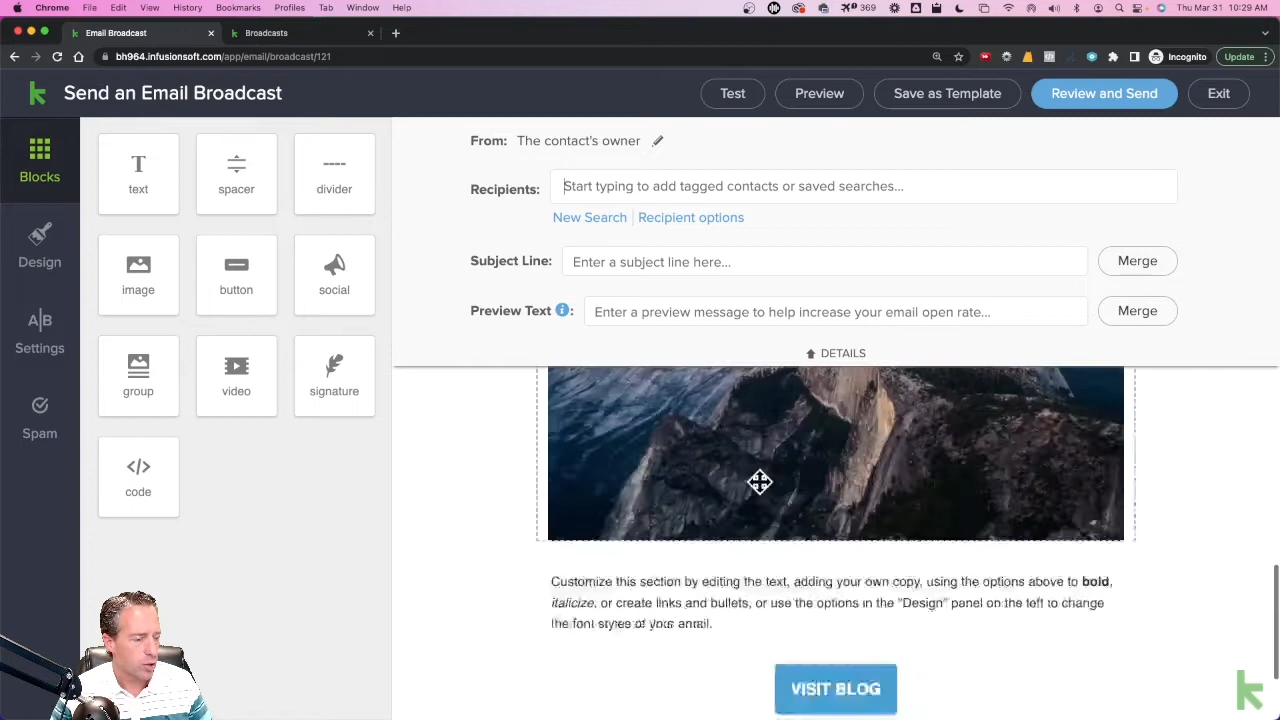 Chrome File Edit View History Bookmarks Profiles Tab Window Help 369 Thu Mar 31 10:29 AM
Email Broadcast Broadcasts
bh964.infusionsoft.com/app/email/broadcast/121 Incognito Update
Send an Email Broadcast Test Preview Save as Template Review and Send Exit
Blocks
Design
A|B
Settings
Spam
T
text
spacer
divider
image
button
social
group
video
signature
</>
code
From: The contact's owner
Recipients: Start typing to add tagged contacts or saved searches...
New Search | Recipient options
Subject Line: Enter a subject line here... Merge
Preview Text i : Enter a preview message to help increase your email open rate... Merge
DETAILS
Customize this section by editing the text, adding your own copy, using the options above to bold,
italicize, or create links and bullets, or use the options in the "Design" panel on the left to change
the font styles of your email.
VISIT BLOG
k